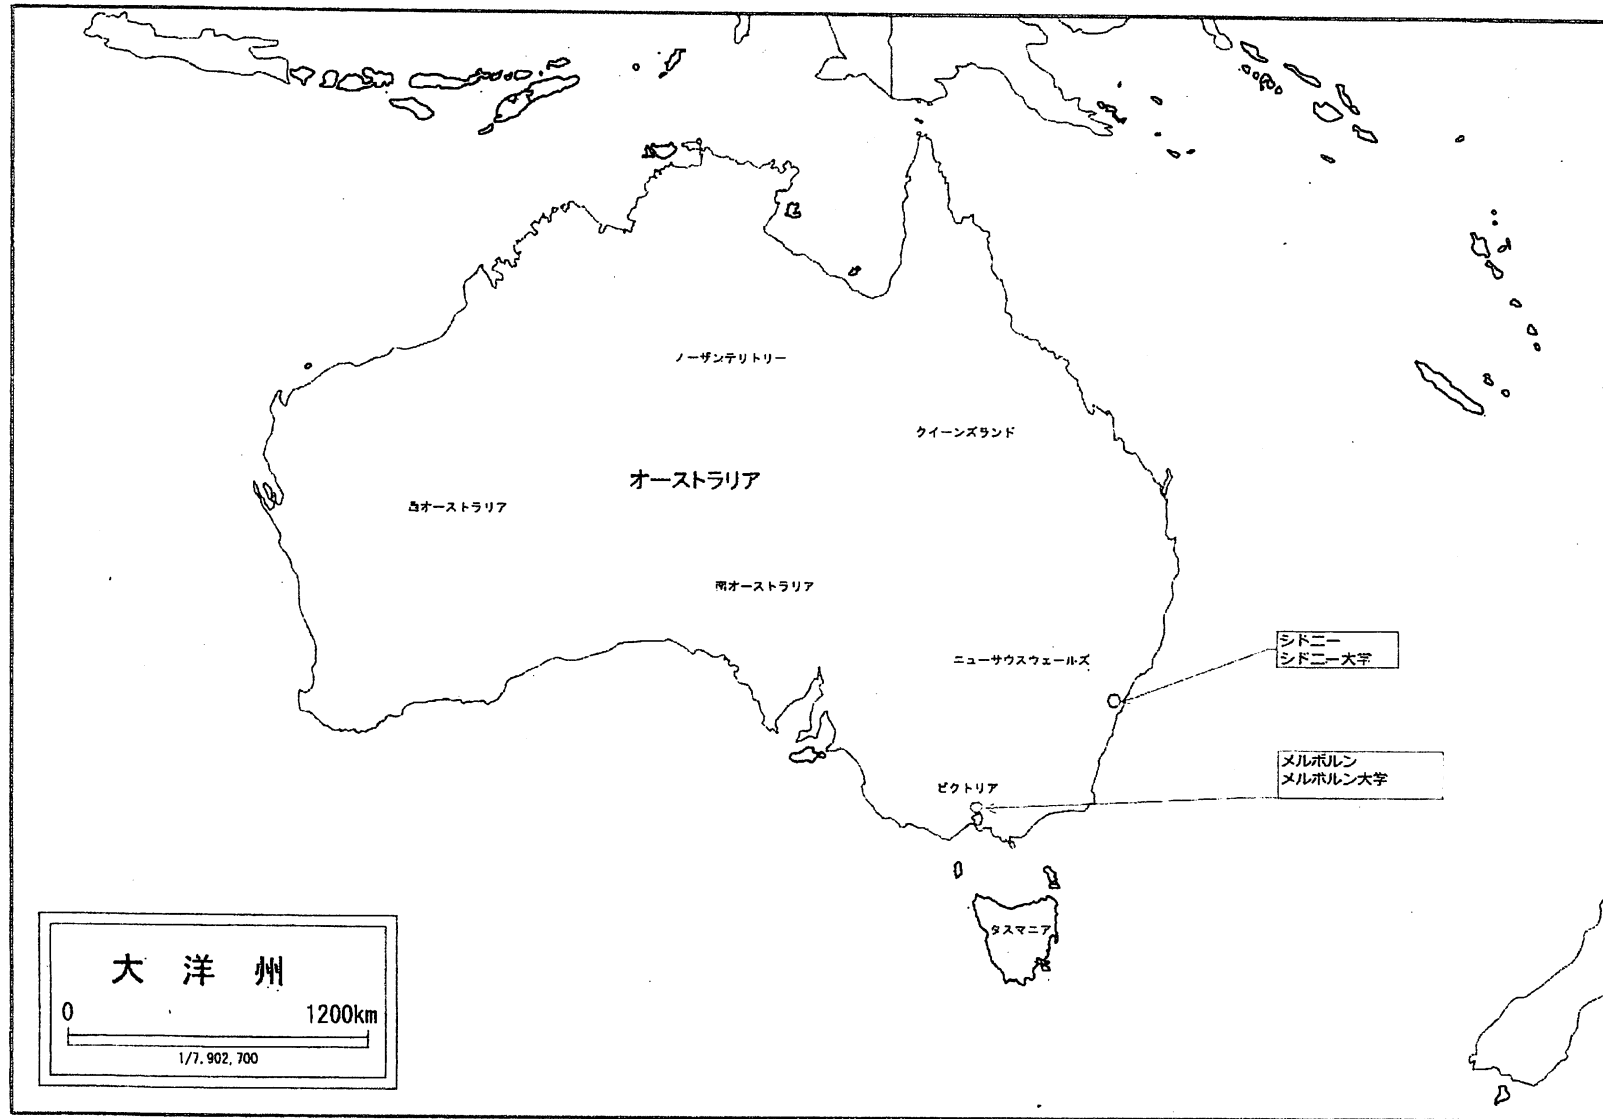 ノーザンテリトリー
クイーンズランド
オーストラリア
西オーストラリア
南オーストラリア
ニューサウスウェールズ
シドニー
シドニー大学
メルボルン
メルボルン大学
ビクトリア
タスマニア
大洋州
0 1200km
1/7,902,700